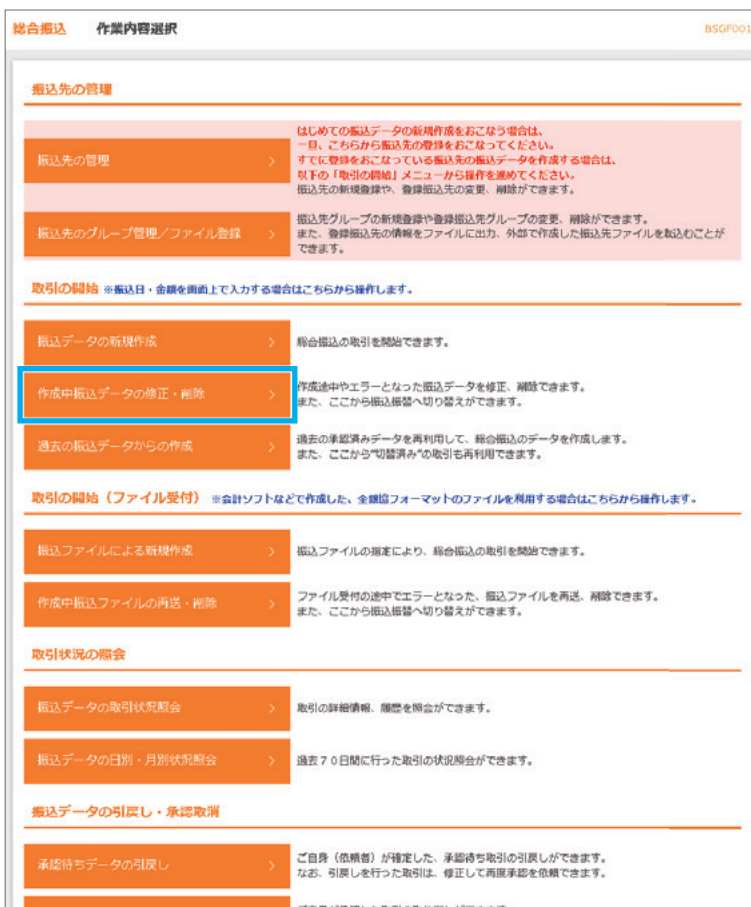 総合振込 作業内容選択 BSGF001
振込先の管理
はじめての振込データの新規作成をおこなう場合は、
一旦、こちらから振込先の登録をおこなってください。
すでに登録をおこなっている振込先の振込データを作成する場合は、
以下の「取引の開始」メニューから操作を進めてください。
振込先の管理
振込先の新規登録や、登録振込先の変更、削除ができます。
振込先のグループ管理/ファイル登録
振込先グループの新規登録や登録振込先グループの変更、削除ができます。
また、登録振込先の情報をファイルに出力、外部で作成した振込先ファイルを取込むことが
できます。
取引の開始 ※振込日・金額を画面上で入力する場合はこちらから操作します。
振込データの新規作成
総合振込の取引を開始できます。
作成中振込データの修正・削除
作成途中やエラーとなった振込データを修正、削除できます。
また、ここから振込振替へ切り替えができます。
過去の振込データからの作成
過去の承認済みデータを再利用して、総合振込のデータを作成します。
また、ここから"切替済み"の取引も再利用できます。
取引の開始（ファイル受付） ※会計ソフトなどで作成した、全銀協フォーマットのファイルを利用する場合はこちらから操作します。
振込ファイルによる新規作成
振込ファイルの指定により、総合振込の取引を開始できます。
作成中振込ファイルの再送・削除
ファイル受付の途中でエラーとなった、振込ファイルを再送、削除できます。
また、ここから振込振替へ切り替えができます。
取引状況の照会
振込データの取引状況照会
取引の詳細情報、履歴を照会ができます。
振込データの日別・月別状況照会
過去７０日間に行った取引の状況照会ができます。
振込データの引戻し・承認取消
承認待ちデータの引戻し
ご自身（依頼者）が確定した、承認待ち取引の引戻しができます。
なお、引戻しを行った取引は、修正して再度承認を依頼できます。